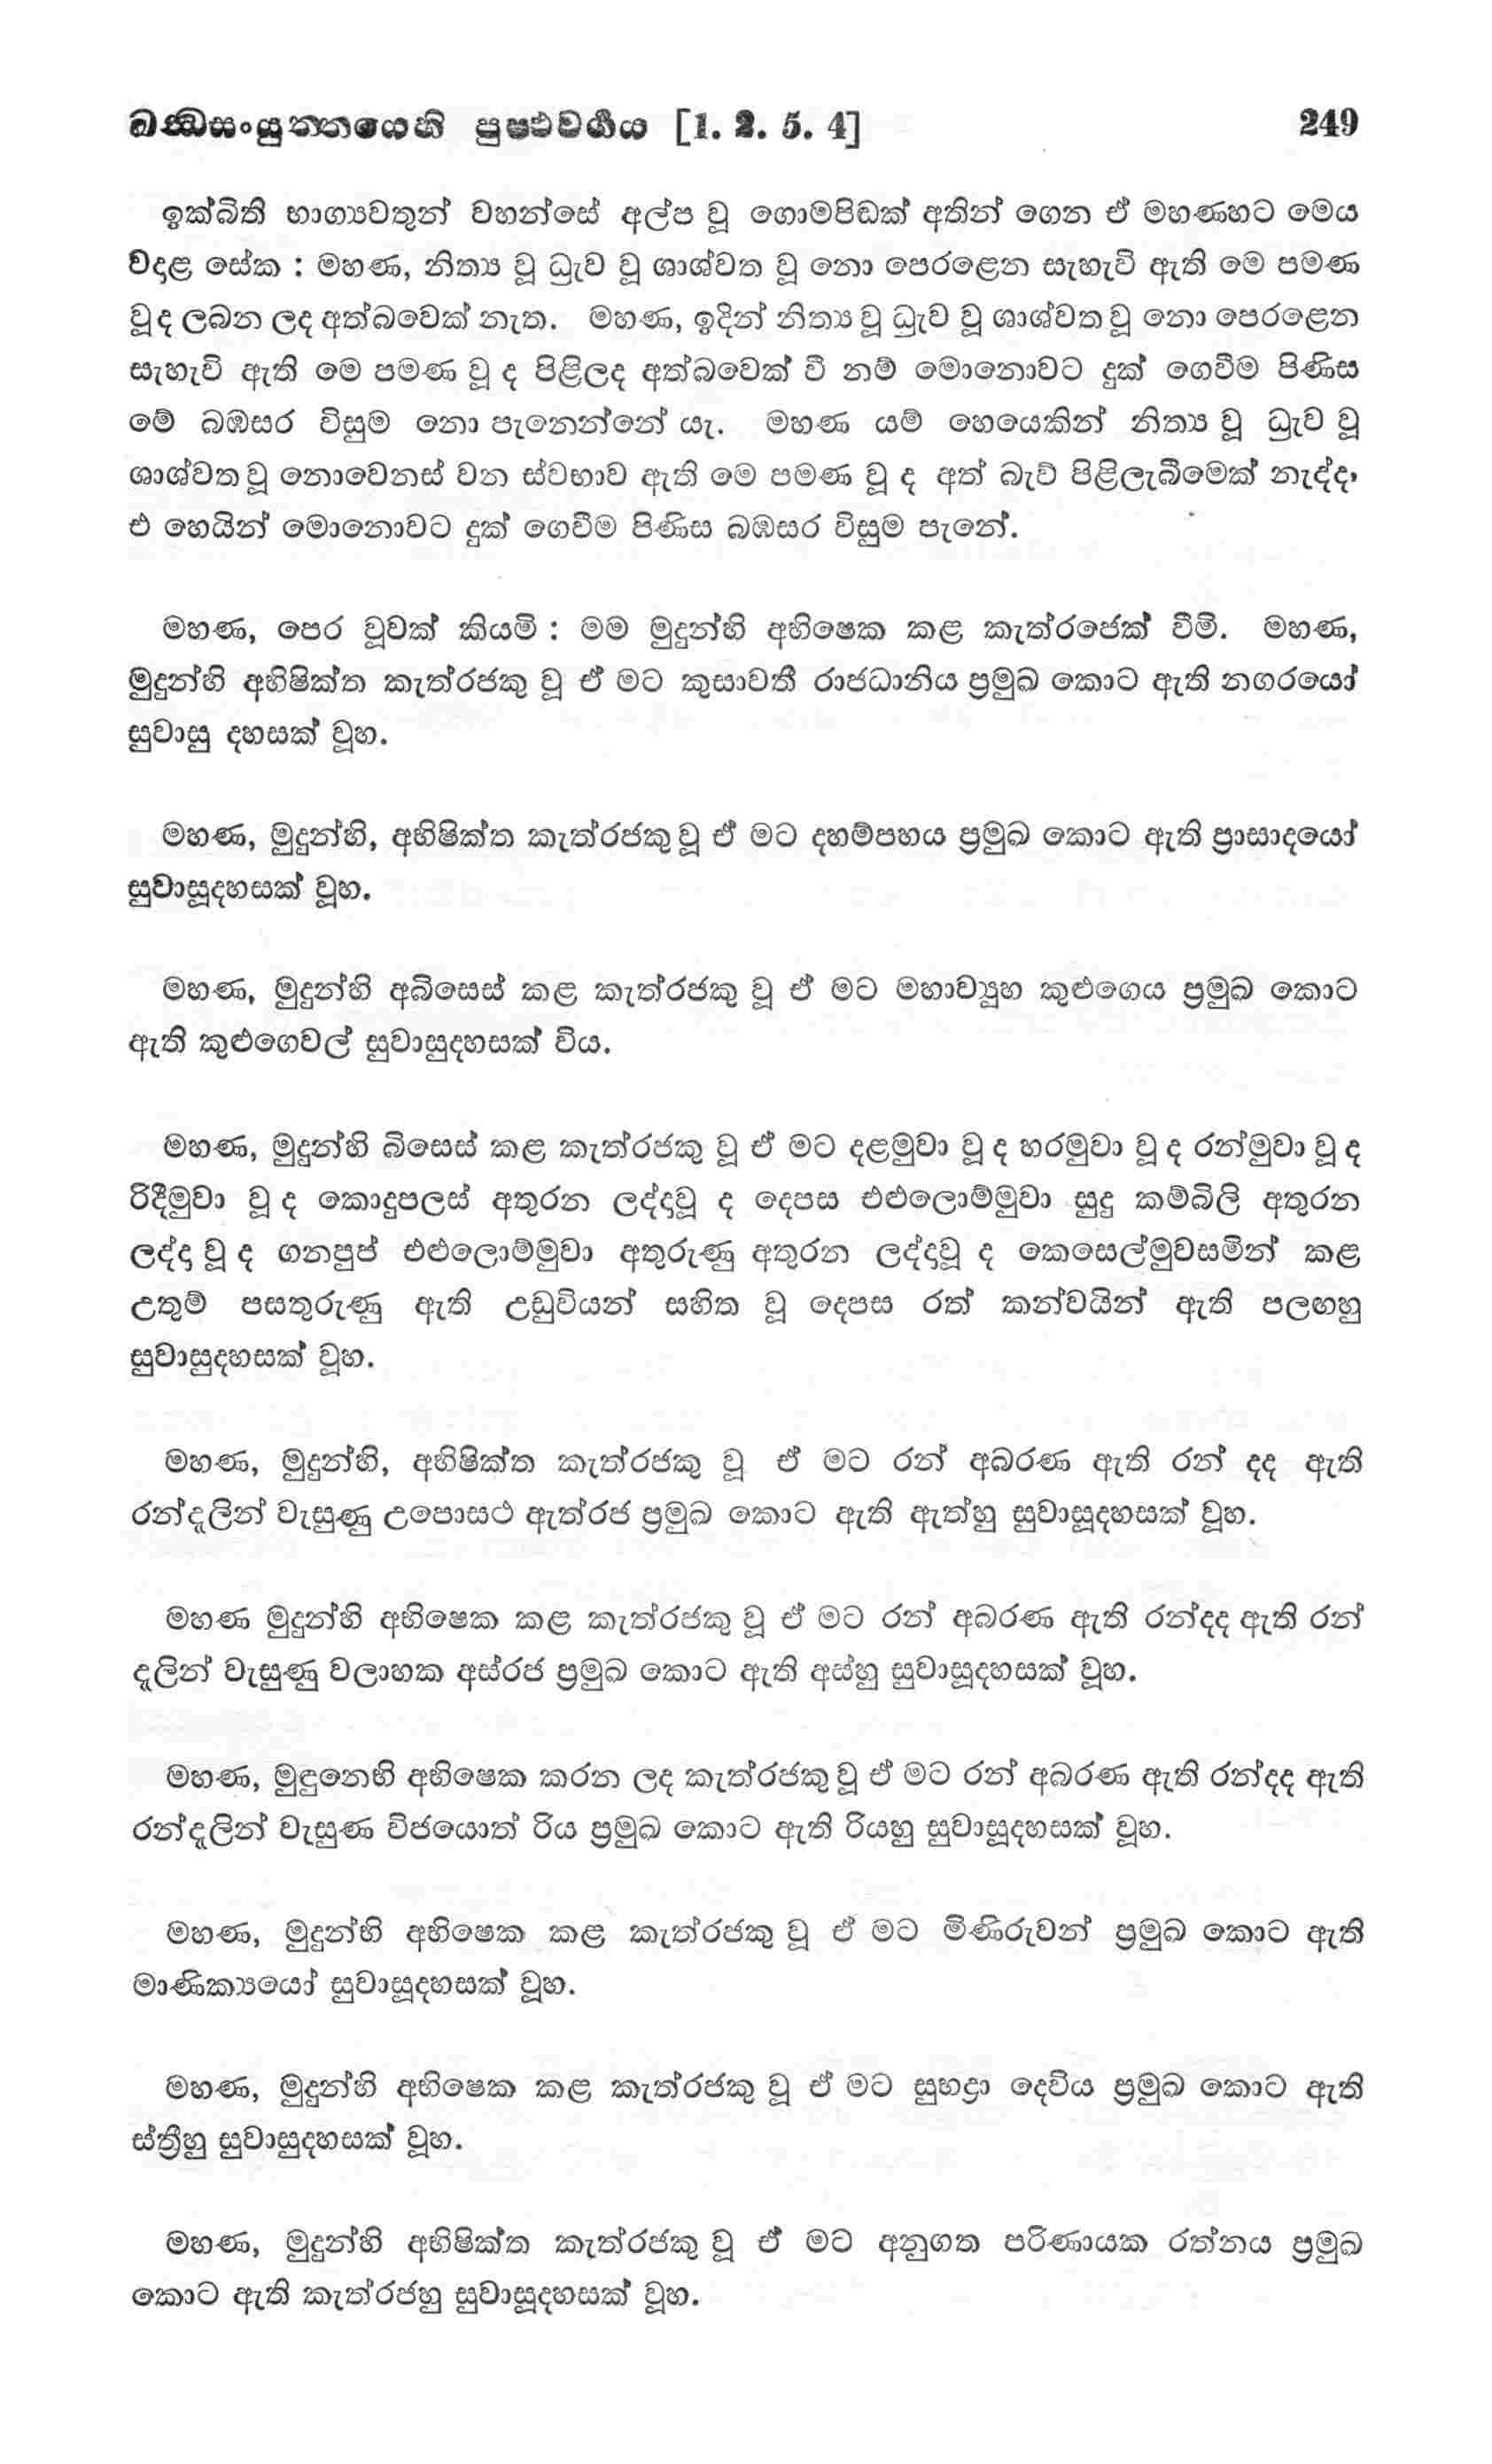 ඛන්ධසංයුත්තයෙහි පුප්ඵවර්ගය [1. 2. 5. 4] 249
ඉක්බිති භාග්‍යවතුන් වහන්සේ අල්ප වූ ගොමපිඬක් අතින් ගෙන ඒ මහණහට මෙය
වදාළ සේක : මහණ, නිත්‍ය වූ ධ්‍රැව වූ ශාශ්වත වූ නො පෙරළෙන සැහැවි ඇති මෙ පමණ
වූ ද ලබන ලද අත්බවෙක් නැත. මහණ, ඉදින් නිත්‍ය වූ ධ්‍රැව වූ ශාශ්වත වූ නො පෙරළෙන
සැහැවි ඇති මෙ පමණ වූ ද පිළිලද අත්බවෙක් වී නම් මොනොවට දුක් ගෙවීම පිණිස
මේ බඹසර විසුම නො පැනෙන්නේ යැ. මහණ යම් හෙයෙකින් නිත්‍ය වූ ධ්‍රැව වූ
ශාශ්වත වූ නොවෙනස් වන ස්වභාව ඇති මෙ පමණ වූ ද අත් බැව් පිළිලැබීමෙක් නැද්ද,
එ හෙයින් මොනොවට දුක් ගෙවීම පිණිස බඹසර විසුම පැනේ.
මහණ, පෙර වූවක් කියමි : මම මුදුන්හි අභිෂෙක කළ කැත්රජෙක් වීමි. මහණ,
මුදුන්හි අභිෂික්ත කැත්රජකු වූ ඒ මට කුසාවතී රාජධානිය ප්‍රමුඛ කොට ඇති නගරයෝ
සුවාසු දහසක් වූහ.
මහණ, මුදුන්හි, අභිෂික්ත කැත්රජකු වූ ඒ මට දහම්පහය ප්‍රමුඛ කොට ඇති ප්‍රාසාදයෝ
සුවාසූදහසක් වූහ.
මහණ, මුදුන්හි අබිසෙස් කළ කැත්රජකු වූ ඒ මට මහාව්‍යූහ කුළුගෙය ප්‍රමුඛ කොට
ඇති කුළුගෙවල් සුවාසුදහසක් විය.
මහණ, මුදුන්හි බිසෙස් කළ කැත්රජකු වූ ඒ මට දළමුවා වූ ද හරමුවා වූ ද රන්මුවා වූ ද
රිදීමුවා වූ ද කොදුපලස් අතුරන ලද්දවූ ද දෙපස එළුලොම්මුවා සුදු කම්බිලි අතුරන
ලද්ද වූ ද ගනපුප් එළුලොම්මුවා අතුරුණු අතුරන ලද්දවූ ද කෙසෙල්මුවසමින් කළ
උතුම් පසතුරුණු ඇති උඩුවියන් සහිත වූ දෙපස රත් කන්වයින් ඇති පලඟහු
සුවාසුදහසක් වූහ.
මහණ, මුදුන්හි, අභිෂික්ත කැත්රජකු වූ ඒ මට රන් අබරණ ඇති රන් දද ඇති
රන්දැලින් වැසුණු උපොසථ ඇත්රජ ප්‍රමුඛ කොට ඇති ඇත්හු සුවාසූදහසක් වූහ.
මහණ මුදුන්හි අභිෂෙක කළ කැත්රජකු වූ ඒ මට රන් අබරණ ඇති රන්දද ඇති රන්
දැලින් වැසුණු වලාහක අස්රජ ප්‍රමුඛ කොට ඇති අස්හු සුවාසූදහසක් වූහ.
මහණ, මුඳුනෙහි අභිෂෙක කරන ලද කැත්රජකු වූ ඒ මට රන් අබරණ ඇති රන්දද ඇති
රන්දැලින් වැසුණ විජයොත් රිය ප්‍රමුඛ කොට ඇති රියහු සුවාසූදහසක් වූහ.
මහණ, මුදුන්හි අභිෂෙක කළ කැත්රජකු වූ ඒ මට මිණිරුවන් ප්‍රමුඛ කොට ඇති
මාණික්‍යයෝ සුවාසූදහසක් වූහ.
මහණ, මුදුන්හි අභිෂෙක කළ කැත්රජකු වූ ඒ මට සුභද්‍රා දෙවිය ප්‍රමුඛ කොට ඇති
ස්ත්‍රීහු සුවාසුදහසක් වූහ.
මහණ, මුදුන්හි අභිෂික්ත කැත්රජකු වූ ඒ මට අනුගත පරිණායක රත්නය ප්‍රමුඛ
කොට ඇති කැත්රජහු සුවාසූදහසක් වූහ.